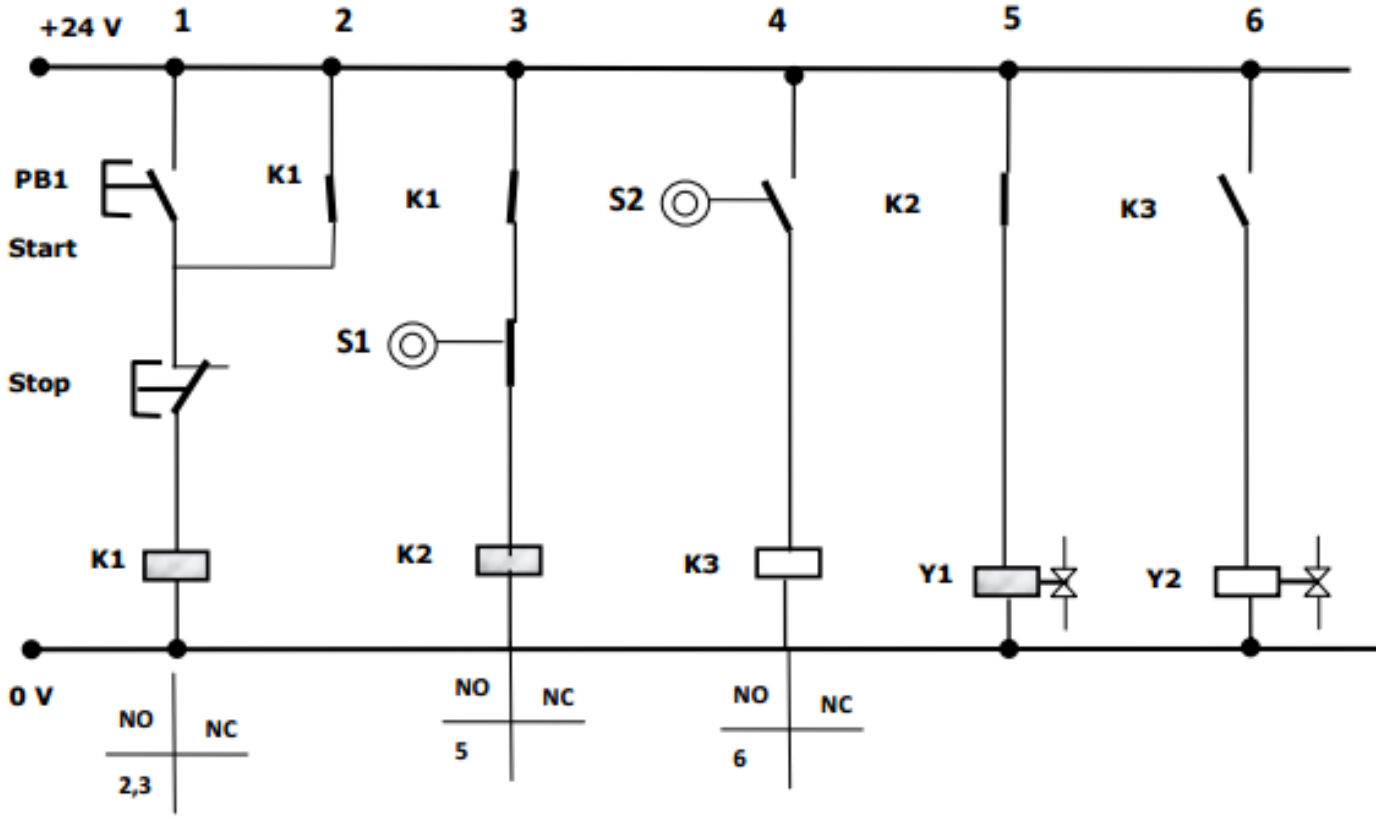 +24 V 1 2 3 4 5 6
PB1 K1 K1 S2 K2 K3
Start
S1
Stop
K1 K2 K3 Y1 Y2
0 V
NO NC NO NC NO NC
2,3 5 6